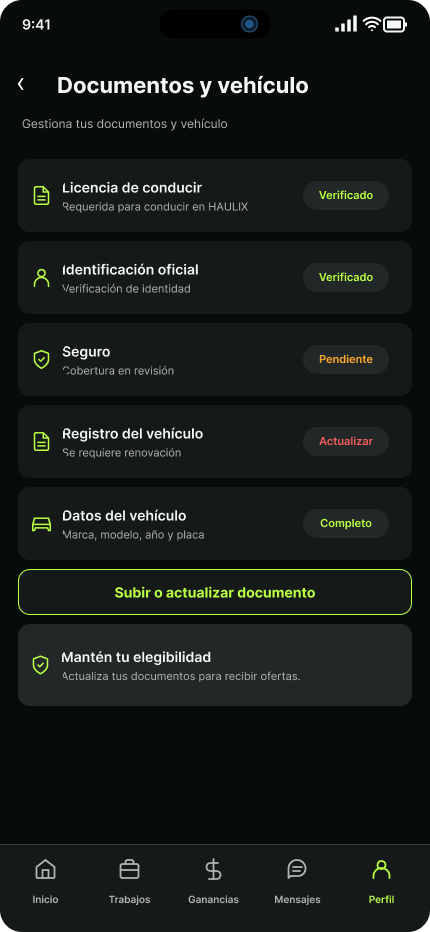 9:41
Documentos y vehículo
Gestiona tus documentos y vehículo
Licencia de conducir
Requerida para conducir en HAULIX
Verificado
Identificación oficial
Verificación de identidad
Verificado
Seguro
Cobertura en revisión
Pendiente
Registro del vehículo
Se requiere renovación
Actualizar
Datos del vehículo
Marca, modelo, año y placa
Completo
Subir o actualizar documento
Mantén tu elegibilidad
Actualiza tus documentos para recibir ofertas.
Inicio
Trabajos
Ganancias
Mensajes
Perfil